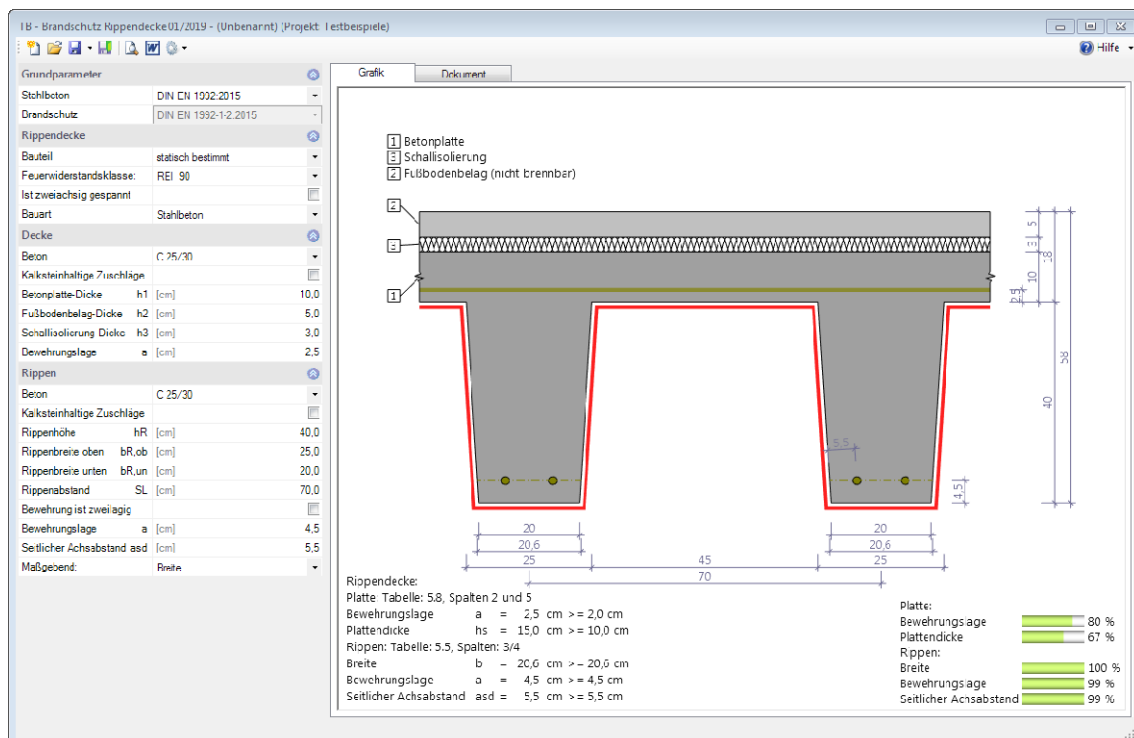 TB - Brandschutz Rippendecke 01/2019 - (Unbenannt) (Projekt: Testbeispiele)
Hilfe
Grundparameter
Stahlbeton DIN EN 1992:2015
Brandschutz DIN EN 1992-1-2:2015
Rippendecke
Bauteil statisch bestimmt
Feuerwiderstandsklasse: REI 90
Ist zweiachsig gespannt
Bauart Stahlbeton
Decke
Beton C 25/30
Kalksteinhaltige Zuschläge
Betonplatte-Dicke h1 [cm] 10,0
Fußbodenbelag-Dicke h2 [cm] 5,0
Schallisolierung Dicke h3 [cm] 3,0
Bewehrungslage a [cm] 2,5
Rippen
Beton C 25/30
Kalksteinhaltige Zuschläge
Rippenhöhe hR [cm] 40,0
Rippenbreite oben bR,ob [cm] 25,0
Rippenbreite unten bR,un [cm] 20,0
Rippenabstand SL [cm] 70,0
Bewehrung ist zweilagig
Bewehrungslage a [cm] 4,5
Seitlicher Achsabstand asd [cm] 5,5
Maßgebend: Breite
Grafik Dokument
1 Betonplatte
3 Schallisolierung
2 Fußbodenbelag (nicht brennbar)
2
3
1
5
3
18
10
2,5
58
40
5,5
4,5
20 20
20,6 20,6
25 45 25
70
Rippendecke:
Platte Tabelle: 5.8, Spalten 2 und 5
Bewehrungslage a = 2,5 cm >= 2,0 cm
Plattendicke hs = 15,0 cm >= 10,0 cm
Rippen: Tabelle: 5.5, Spalten: 3/4
Breite b = 20,6 cm >= 20,6 cm
Bewehrungslage a = 4,5 cm >= 4,5 cm
Seitlicher Achsabstand asd = 5,5 cm >= 5,5 cm
Platte:
Bewehrungslage 80 %
Plattendicke 67 %
Rippen:
Breite 100 %
Bewehrungslage 99 %
Seitlicher Achsabstand 99 %